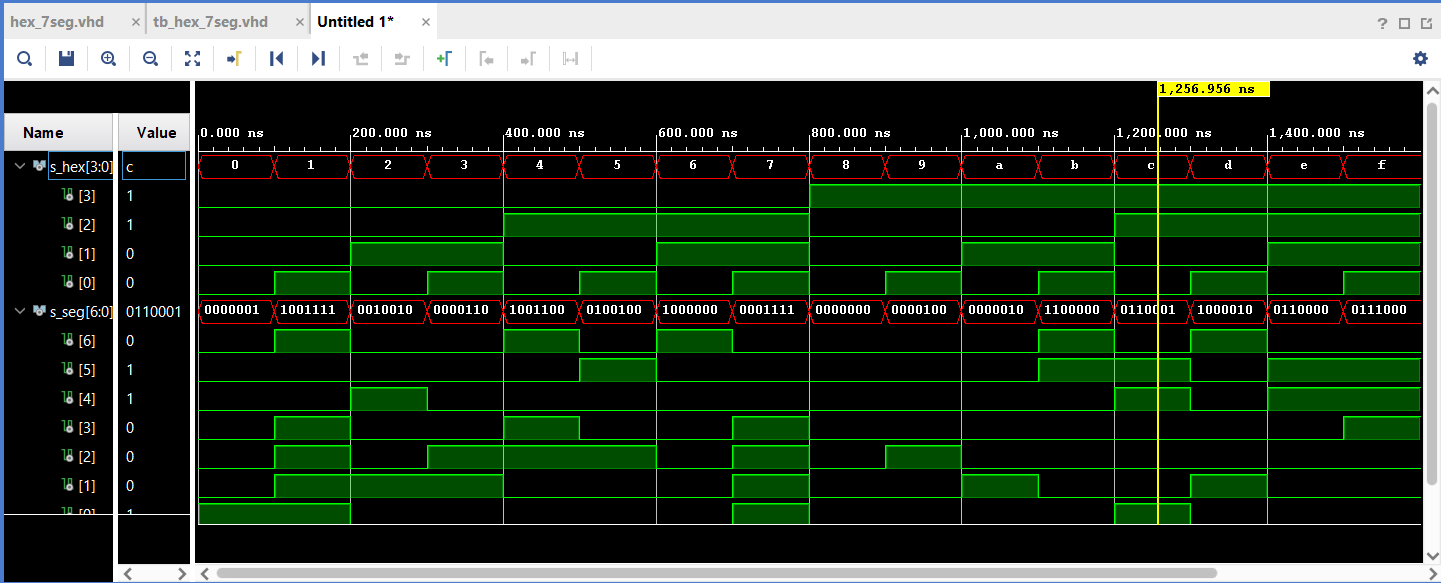 hex_7seg.vhd × tb_hex_7seg.vhd × Untitled 1* ×
?
1,256.956 ns
Name Value 0.000 ns 200.000 ns 400.000 ns 600.000 ns 800.000 ns 1,000.000 ns 1,200.000 ns 1,400.000 ns
s_hex[3:0] c 0 1 2 3 4 5 6 7 8 9 a b c d e f
[3] 1
[2] 1
[1] 0
[0] 0
s_seg[6:0] 0110001 0000001 1001111 0010010 0000110 1001100 0100100 1000000 0001111 0000000 0000100 0000010 1100000 0110001 1000010 0110000 0111000
[6] 0
[5] 1
[4] 1
[3] 0
[2] 0
[1] 0
[0] 1